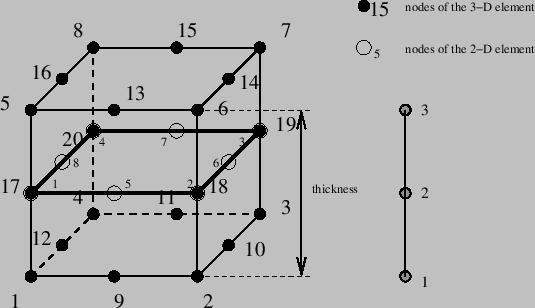 15 nodes of the 3-D element
8 15 7
5 nodes of the 2-D element
16 14
5 13 6 3
20 4 7 3 19
8 6
17 1 5 2 18 2
4 11 3 thickness
12 10
1 9 2 1